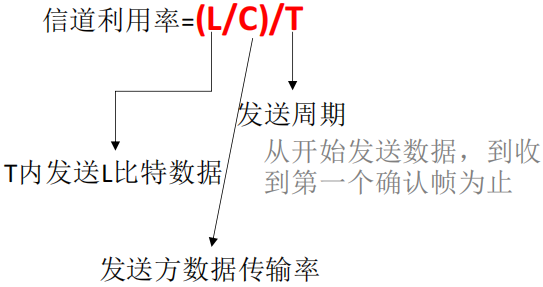 信道利用率=(L/C)/T
发送周期
从开始发送数据，到收
到第一个确认帧为止
T内发送L比特数据
发送方数据传输率